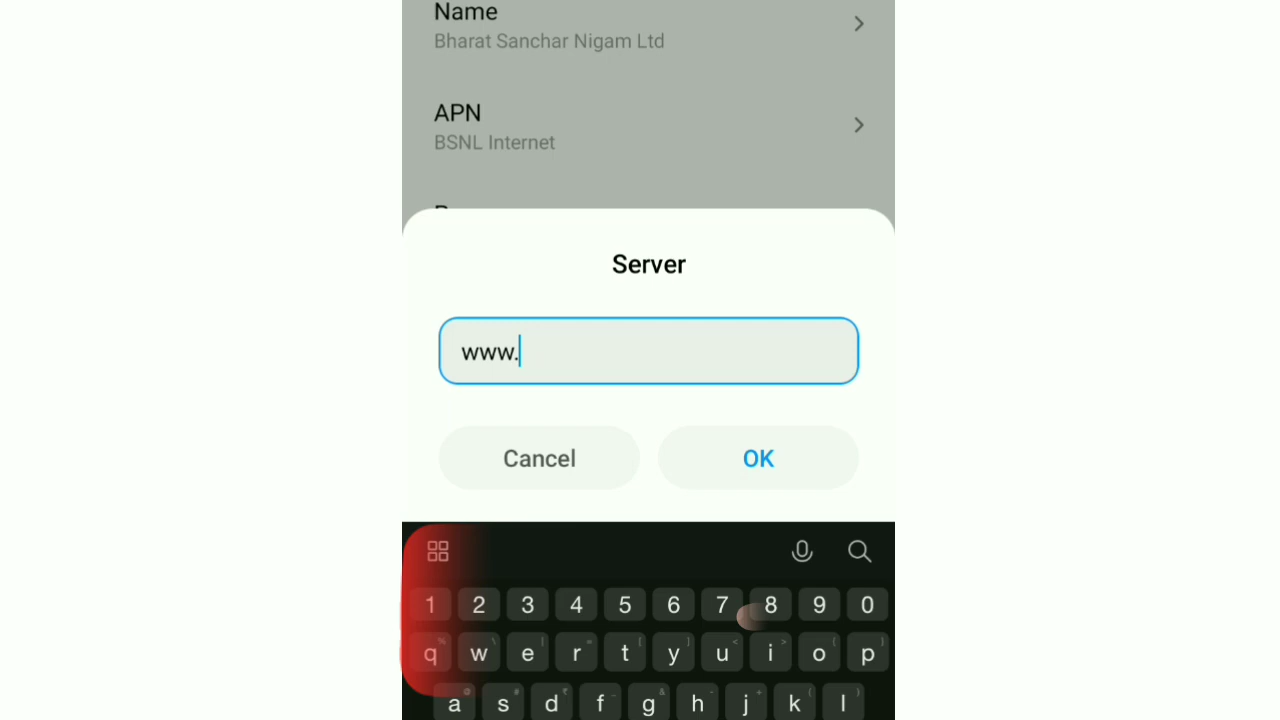 Name
Bharat Sanchar Nigam Ltd
APN
BSNL Internet
Server
www.
Cancel
OK
1 2 3 4 5 6 7 8 9 0
q w e r t y u i o p
a s d f g h j k l